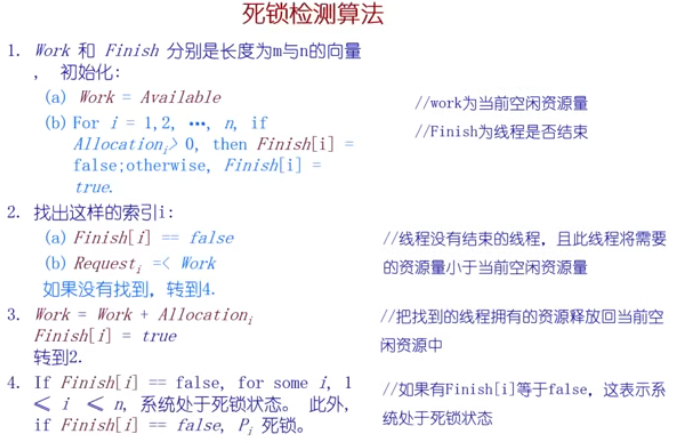 死锁检测算法
1. Work 和 Finish 分别是长度为m与n的向量
， 初始化:
(a) Work = Available
(b) For i = 1,2, …, n, if
Allocationᵢ> 0, then Finish[i] =
false;otherwise, Finish[i] =
true.
//work为当前空闲资源量
//Finish为线程是否结束
2. 找出这样的索引i:
(a) Finish[i] == false
(b) Requestᵢ =< Work
如果没有找到，转到4.
//线程没有结束的线程，且此线程将需要
的资源量小于当前空闲资源量
3. Work = Work + Allocationᵢ
Finish[i] = true
转到2.
//把找到的线程拥有的资源释放回当前空
闲资源中
4. If Finish[i] == false, for some i, 1
≤ i ≤ n, 系统处于死锁状态。 此外,
if Finish[i] == false, Pᵢ 死锁。
//如果有Finish[i]等于false，这表示系
统处于死锁状态